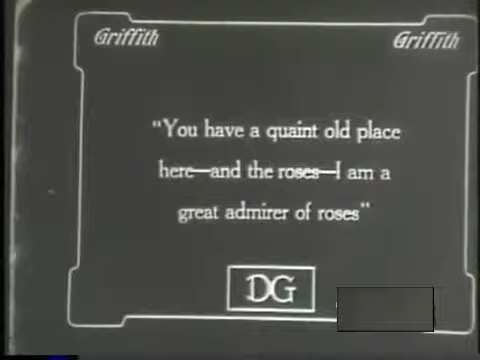 Griffith Griffith
"You have a quaint old place
here—and the roses—I am a
great admirer of roses"
DG